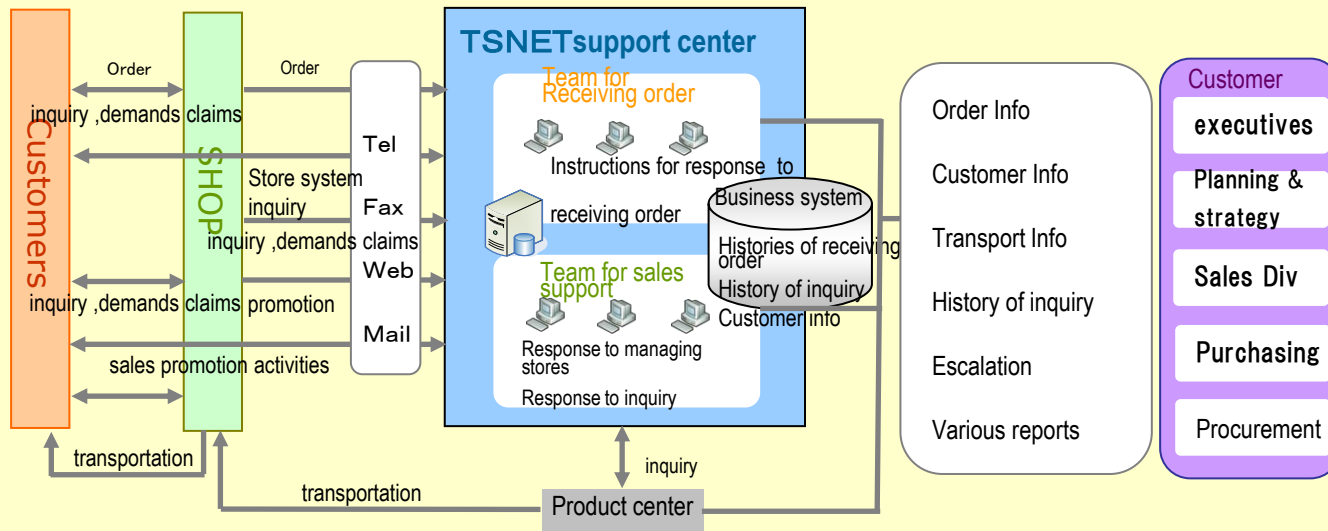 Customers
SHOP
Order
Order
inquiry ,demands claims
Store system
inquiry
inquiry ,demands claims
inquiry ,demands claims
promotion
sales promotion activities
transportation
transportation
Tel
Fax
Web
Mail
TSNETsupport center
Team for
Receiving order
Instructions for response to
receiving order
Team for sales
support
Response to managing
stores
Response to inquiry
Business system
Histories of receiving
order
History of inquiry
Customer info
inquiry
Product center
Order Info
Customer Info
Transport Info
History of inquiry
Escalation
Various reports
Customer
executives
Planning &
strategy
Sales Div
Purchasing
Procurement